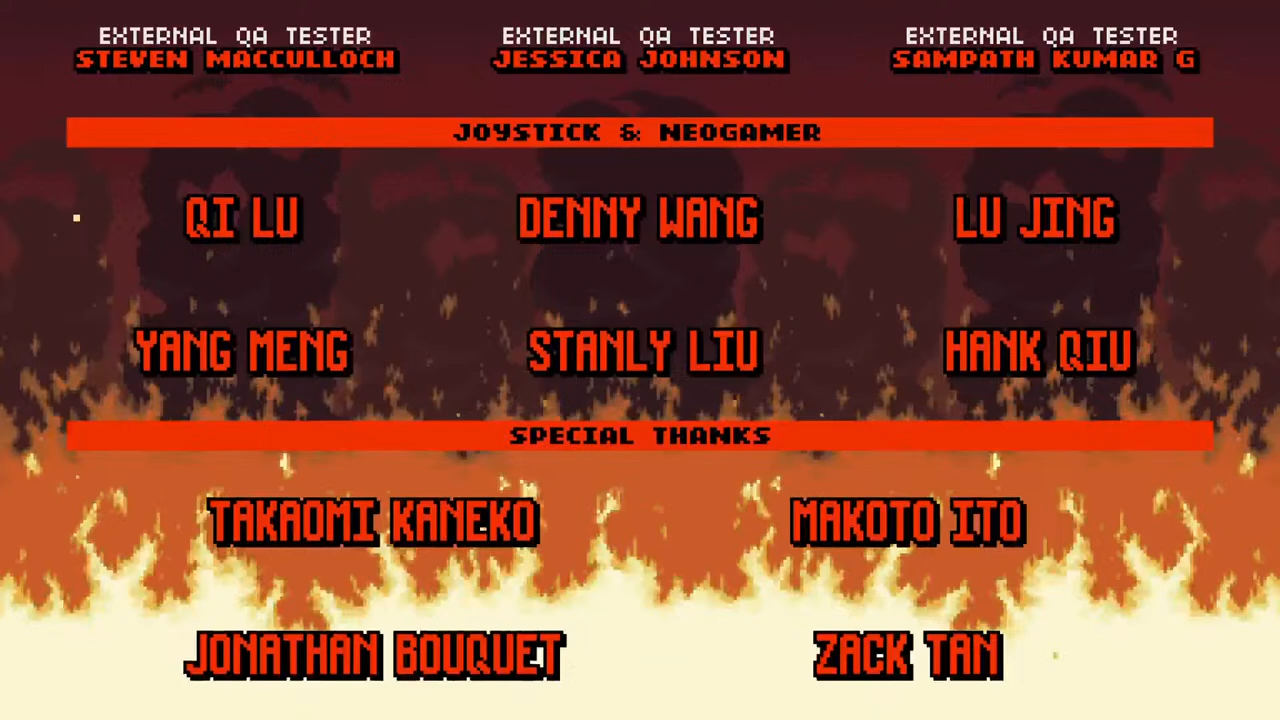 EXTERNAL QA TESTER EXTERNAL QA TESTER EXTERNAL QA TESTER
STEVEN MACCULLOCH JESSICA JOHNSON SAMPATH KUMAR G
JOYSTICK & NEOGAMER
QI LU DENNY WANG LU JING
YANG MENG STANLY LIU HANK QIU
SPECIAL THANKS
TAKAOMI KANEKO MAKOTO ITO
JONATHAN BOUQUET ZACK TAN